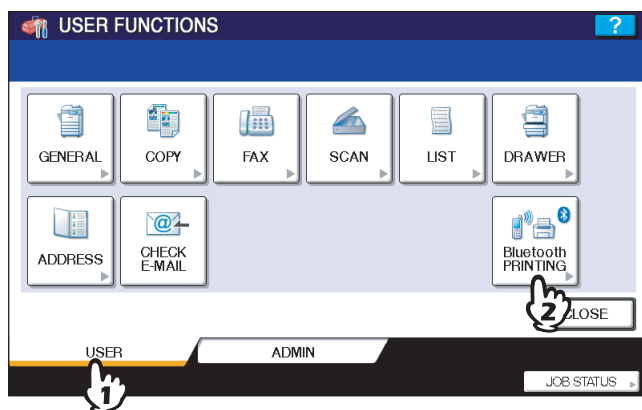 USER FUNCTIONS
?
GENERAL
COPY
FAX
SCAN
LIST
DRAWER
ADDRESS
@
CHECK
E-MAIL
Bluetooth
PRINTING
2
CLOSE
USER
ADMIN
1
JOB STATUS